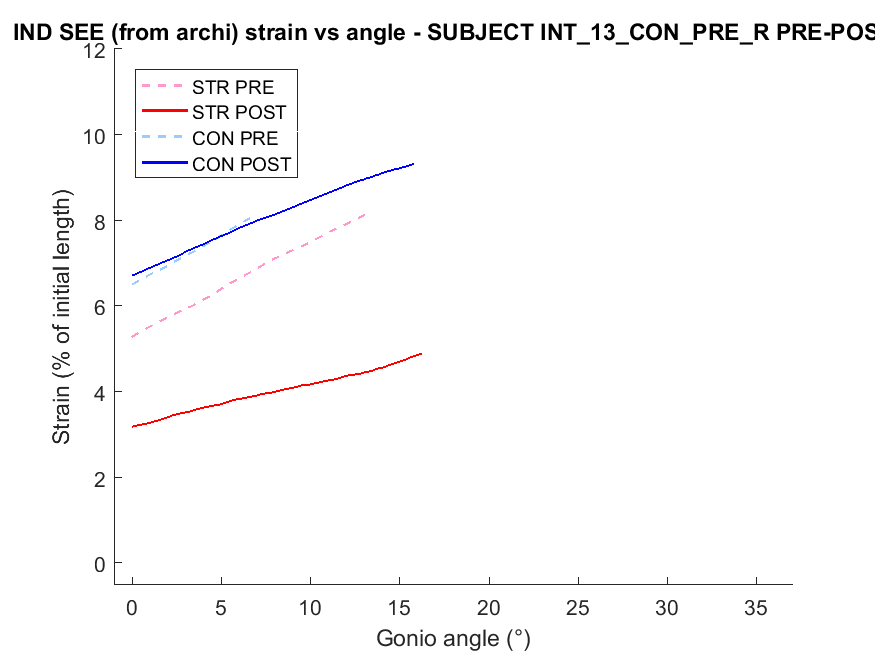 IND SEE (from archi) strain vs angle - SUBJECT INT_13_CON_PRE_R PRE-POS
12
10
8
6
4
2
0
Strain (% of initial length)
STR PRE
STR POST
CON PRE
CON POST
0 5 10 15 20 25 30 35
Gonio angle (°)